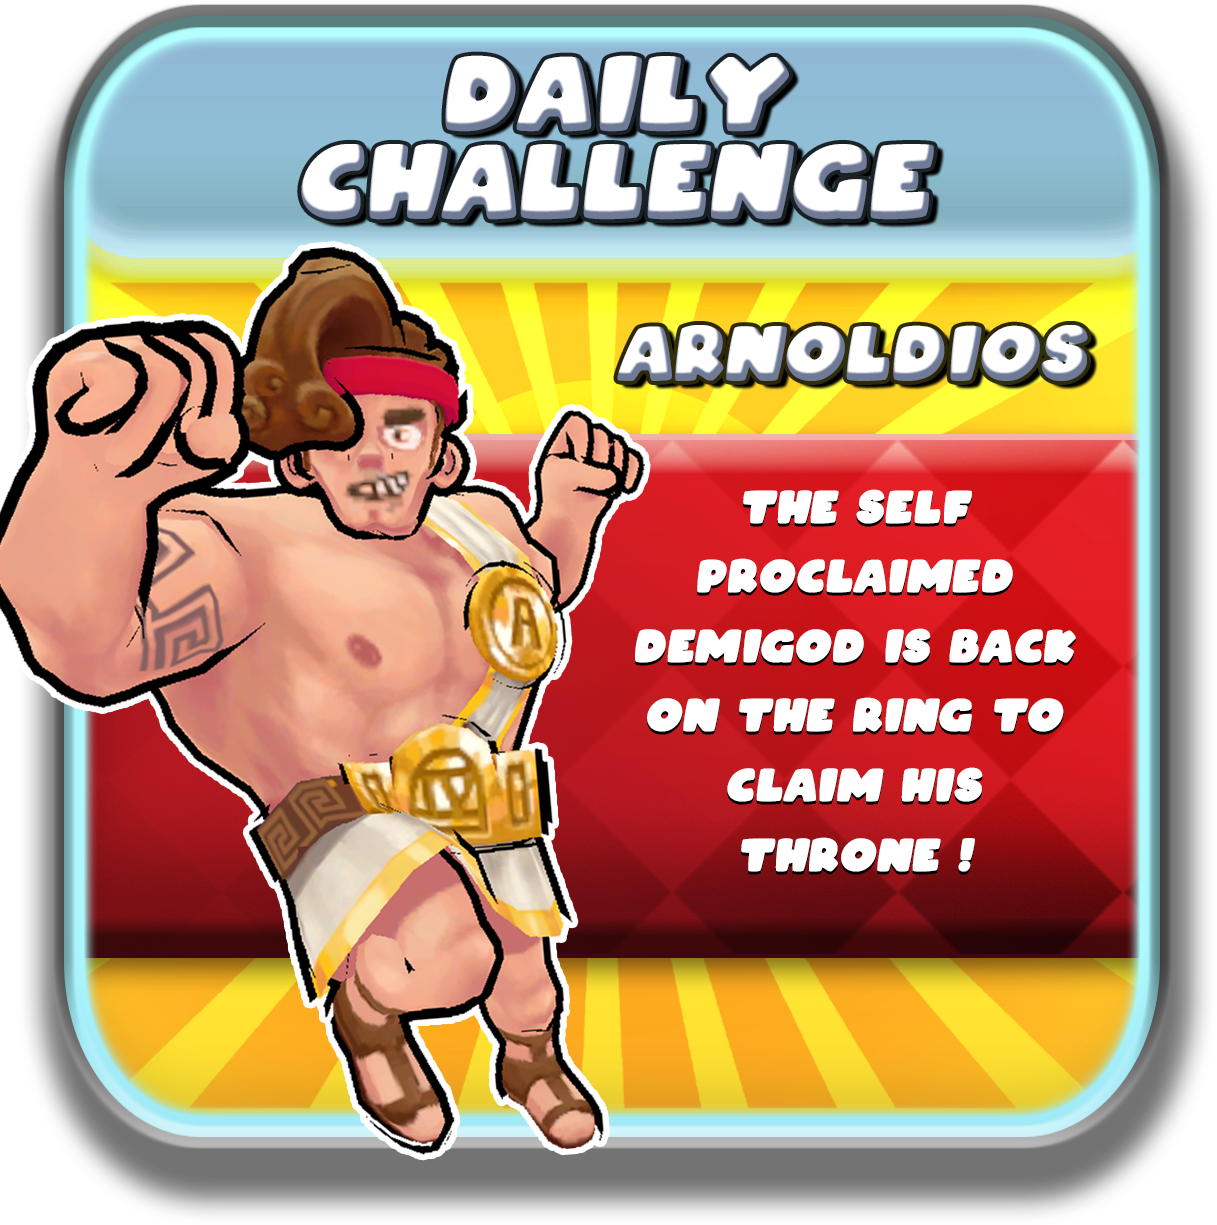 DAILY
CHALLENGE
ARNOLDIOS
THE SELF
PROCLAIMED
DEMIGOD IS BACK
ON THE RING TO
CLAIM HIS
THRONE !
A